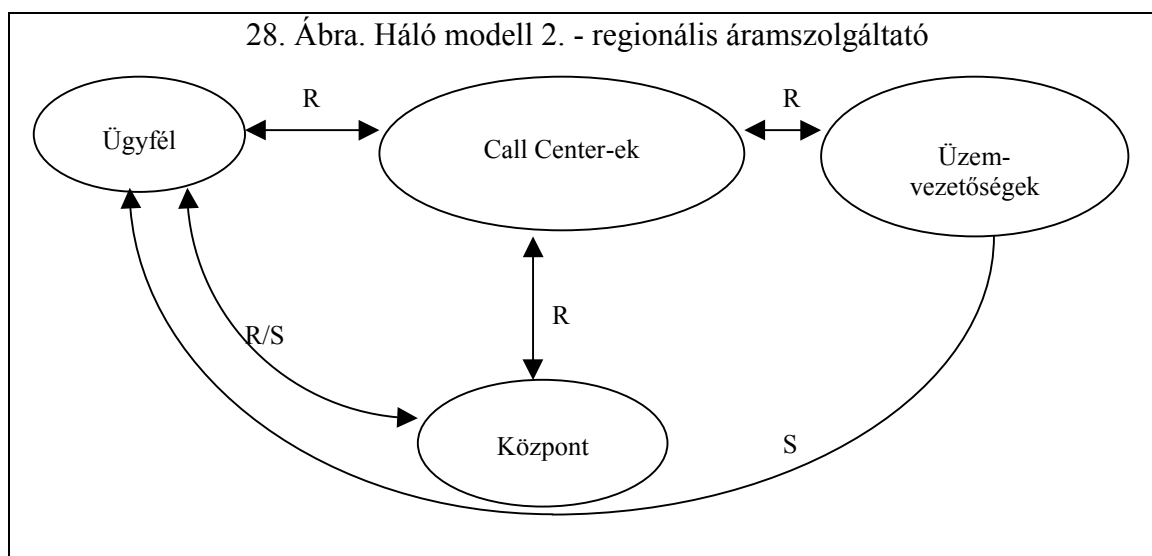 28. Ábra. Háló modell 2. - regionális áramszolgáltató
R
R
Ügyfél
Call Center-ek
Üzem-
vezetőségek
R
R/S
Központ
S